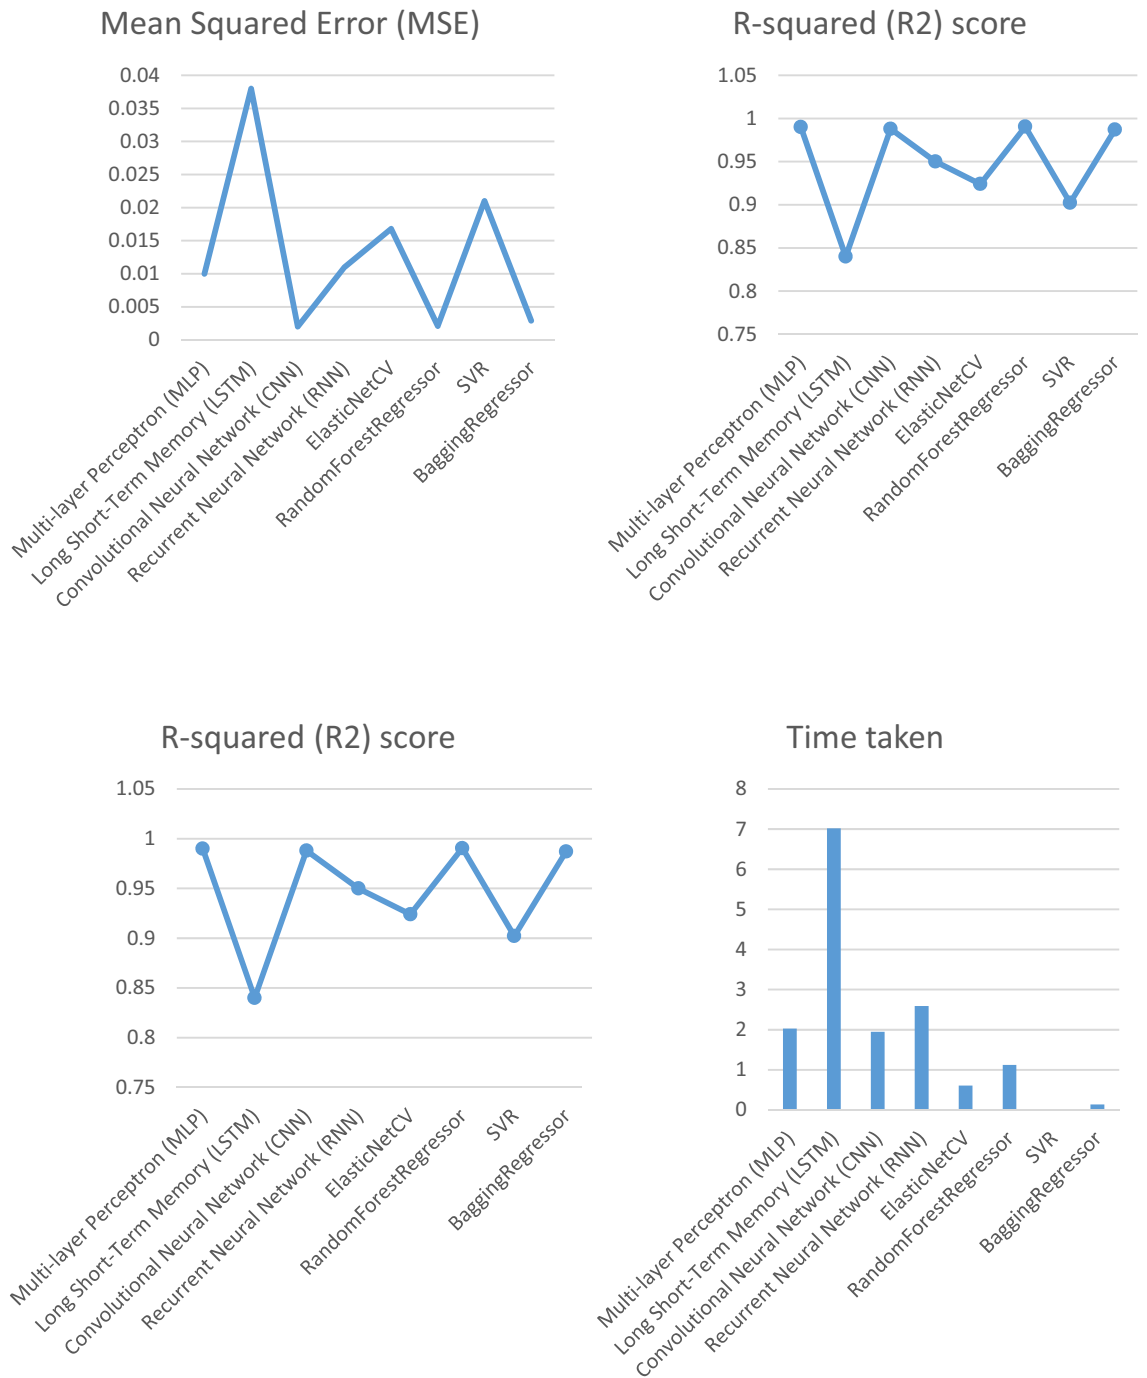 Mean Squared Error (MSE)
0.04
0.035
0.03
0.025
0.02
0.015
0.01
0.005
0
Multi-layer Perceptron (MLP)
Long Short-Term Memory (LSTM)
Convolutional Neural Network (CNN)
Recurrent Neural Network (RNN)
ElasticNetCV
RandomForestRegressor
SVR
BaggingRegressor
R-squared (R2) score
1.05
1
0.95
0.9
0.85
0.8
0.75
Multi-layer Perceptron (MLP)
Long Short-Term Memory (LSTM)
Convolutional Neural Network (CNN)
Recurrent Neural Network (RNN)
ElasticNetCV
RandomForestRegressor
SVR
BaggingRegressor
R-squared (R2) score
1.05
1
0.95
0.9
0.85
0.8
0.75
Multi-layer Perceptron (MLP)
Long Short-Term Memory (LSTM)
Convolutional Neural Network (CNN)
Recurrent Neural Network (RNN)
ElasticNetCV
RandomForestRegressor
SVR
BaggingRegressor
Time taken
8
7
6
5
4
3
2
1
0
Multi-layer Perceptron (MLP)
Long Short-Term Memory (LSTM)
Convolutional Neural Network (CNN)
Recurrent Neural Network (RNN)
ElasticNetCV
RandomForestRegressor
SVR
BaggingRegressor